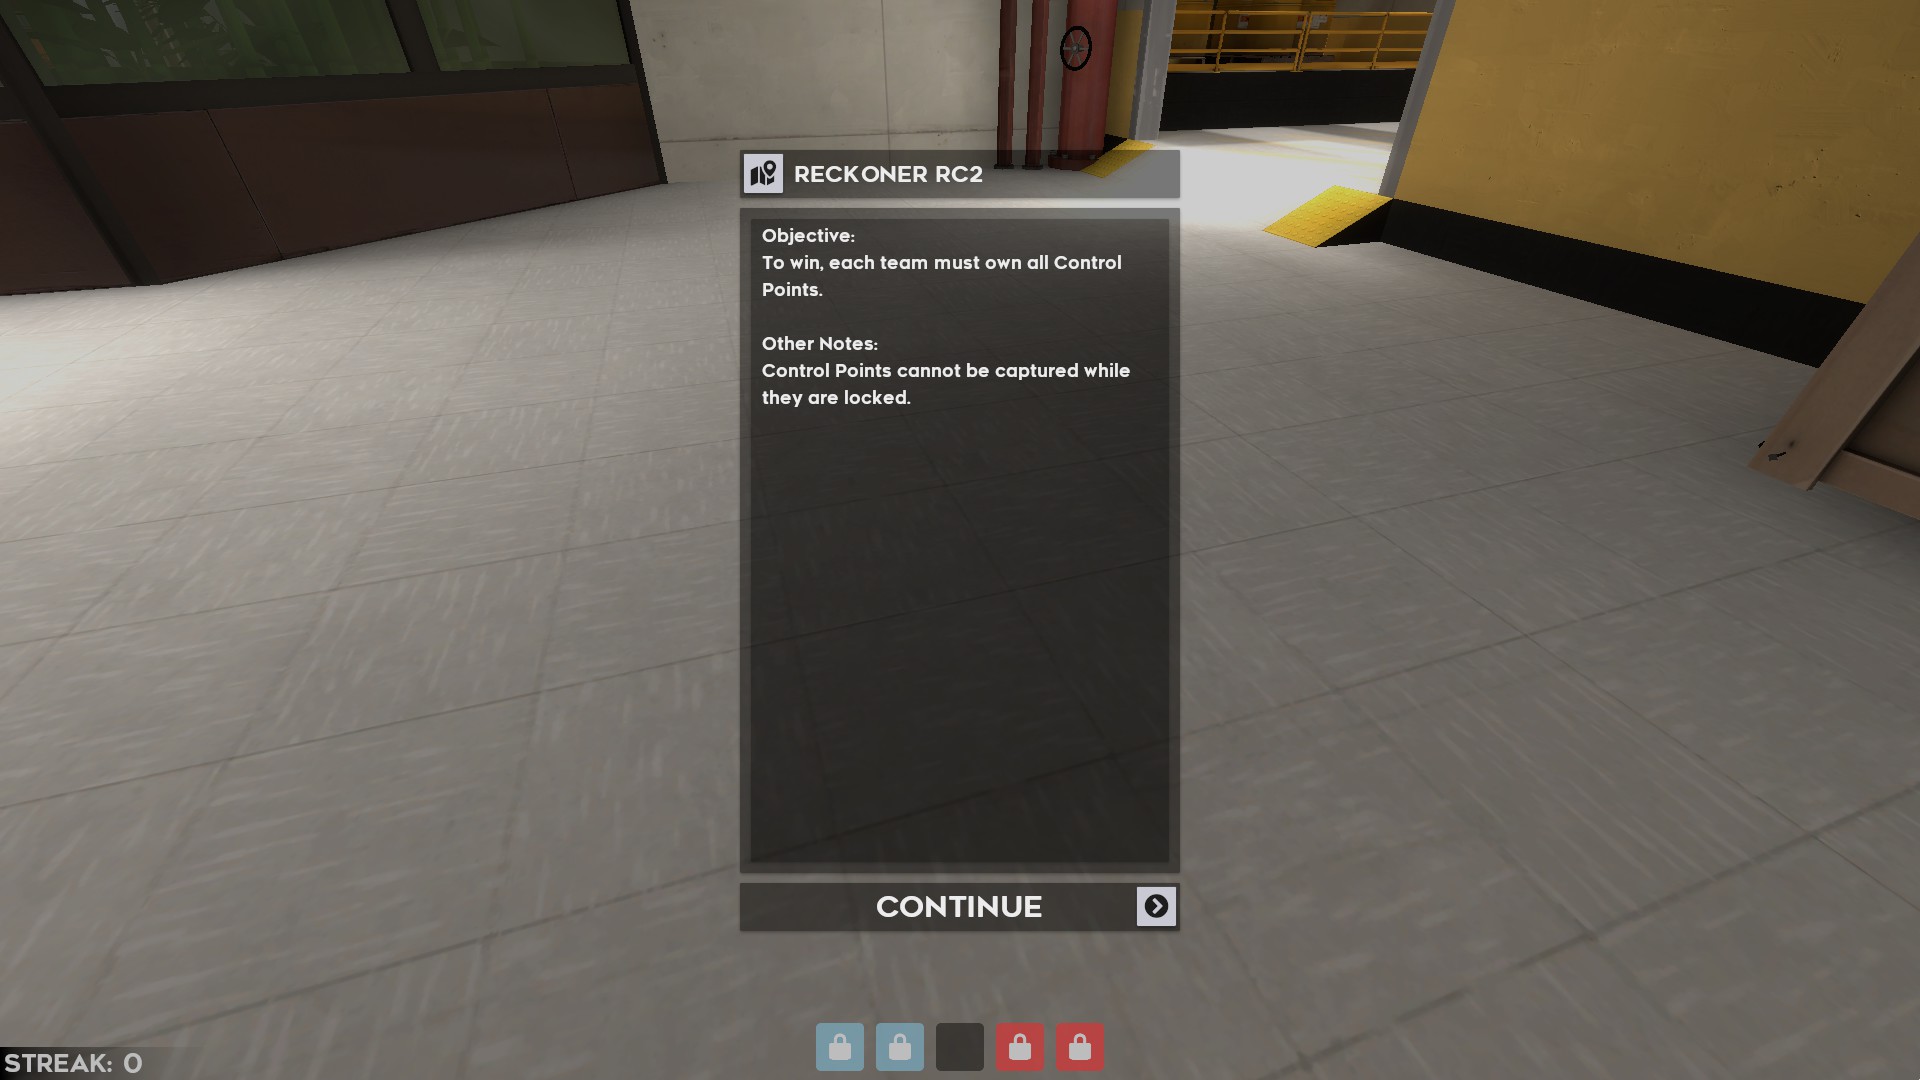 RECKONER RC2
Objective:
To win, each team must own all Control
Points.
Other Notes:
Control Points cannot be captured while
they are locked.
CONTINUE
STREAK: 0